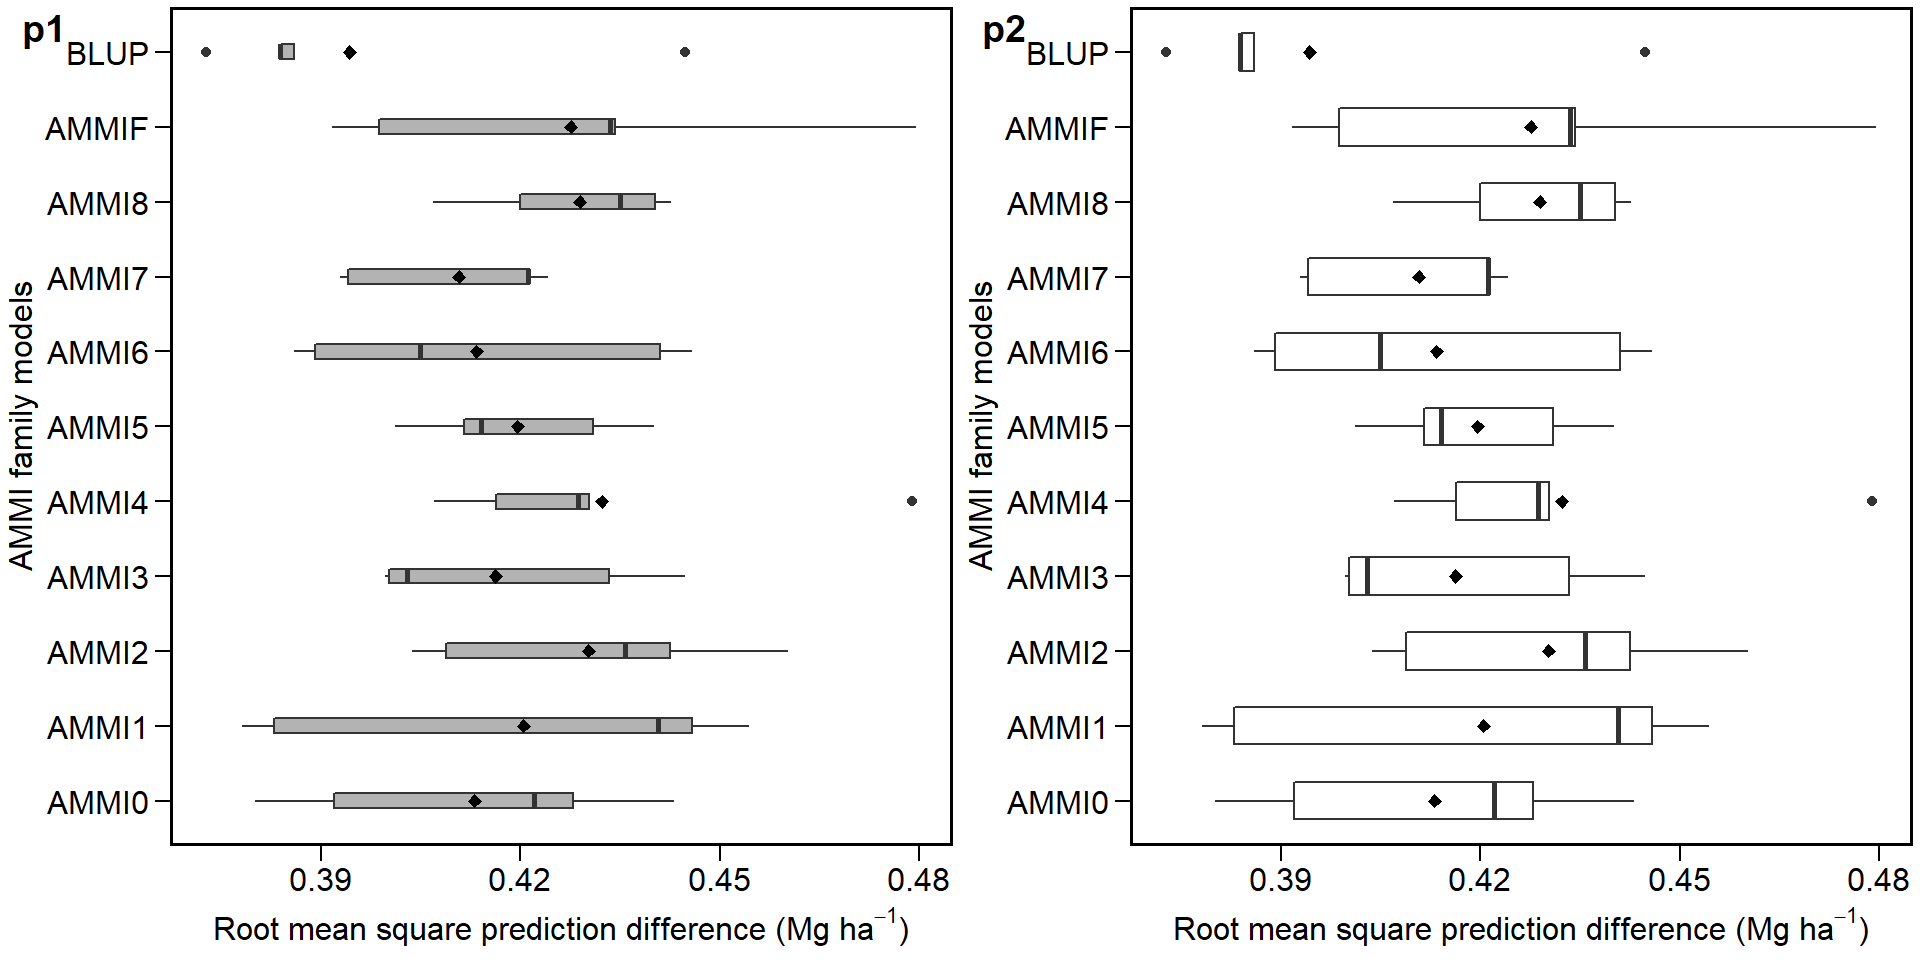 p1
BLUP
AMMIF
AMMI8
AMMI7
AMMI6
AMMI5
AMMI4
AMMI3
AMMI2
AMMI1
AMMI0
AMMI family models
0.39 0.42 0.45 0.48
Root mean square prediction difference (Mg ha⁻¹)
p2
BLUP
AMMIF
AMMI8
AMMI7
AMMI6
AMMI5
AMMI4
AMMI3
AMMI2
AMMI1
AMMI0
AMMI family models
0.39 0.42 0.45 0.48
Root mean square prediction difference (Mg ha⁻¹)